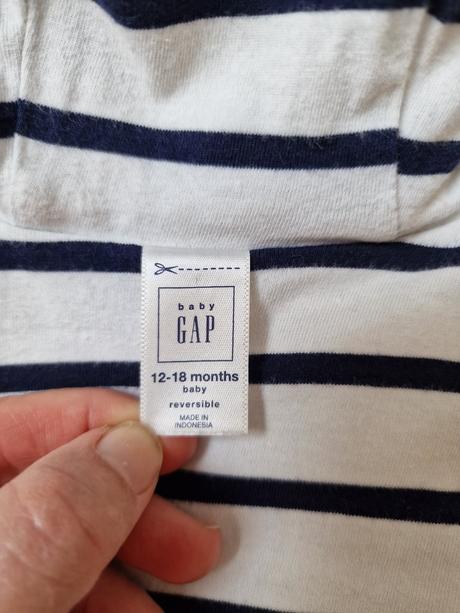 baby
GAP
12-18 months
baby
reversible
MADE IN
INDONESIA